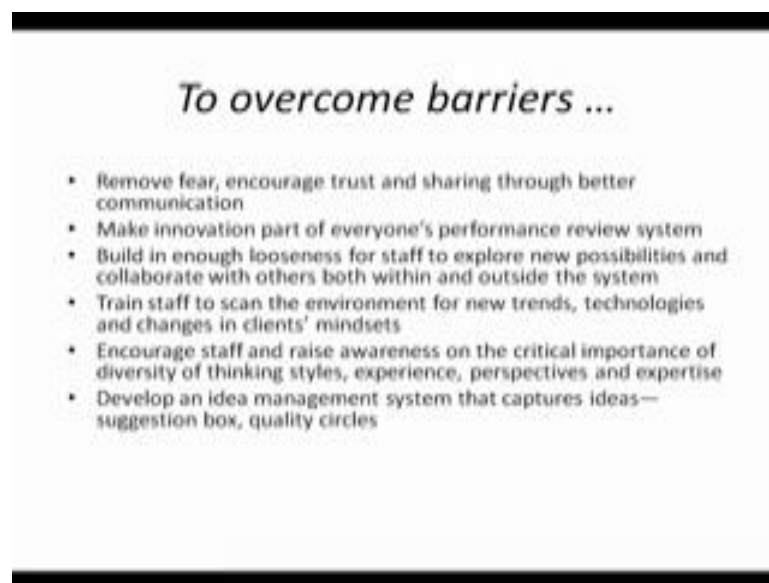 To overcome barriers ...
• Remove fear, encourage trust and sharing through better
communication
• Make innovation part of everyone's performance review system
• Build in enough looseness for staff to explore new possibilities and
collaborate with others both within and outside the system
• Train staff to scan the environment for new trends, technologies
and changes in clients' mindsets
• Encourage staff and raise awareness on the critical importance of
diversity of thinking styles, experience, perspectives and expertise
• Develop an idea management system that captures ideas—
suggestion box, quality circles